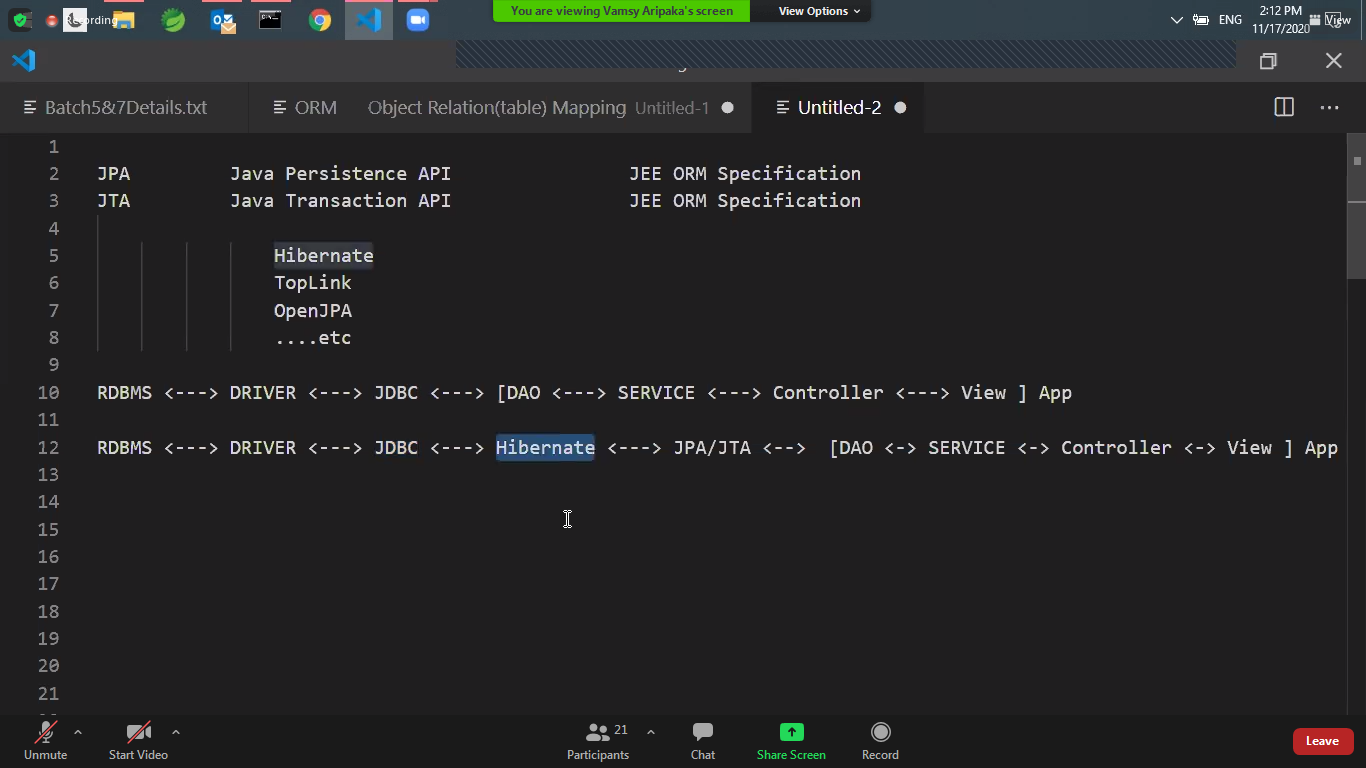 Recording
You are viewing Vamsy Aripaka's screen
View Options
ENG
2:12 PM
11/17/2020
View
Batch5&7Details.txt
ORM Object Relation(table) Mapping Untitled-1
Untitled-2
1
2 JPA Java Persistence API JEE ORM Specification
3 JTA Java Transaction API JEE ORM Specification
4
5 Hibernate
6 TopLink
7 OpenJPA
8 ....etc
9
10 RDBMS <---> DRIVER <---> JDBC <---> [DAO <---> SERVICE <---> Controller <---> View ] App
11
12 RDBMS <---> DRIVER <---> JDBC <---> Hibernate <---> JPA/JTA <--> [DAO <-> SERVICE <-> Controller <-> View ] App
13
14
15
16
17
18
19
20
21
Unmute
Start Video
21
Participants
Chat
Share Screen
Record
Leave